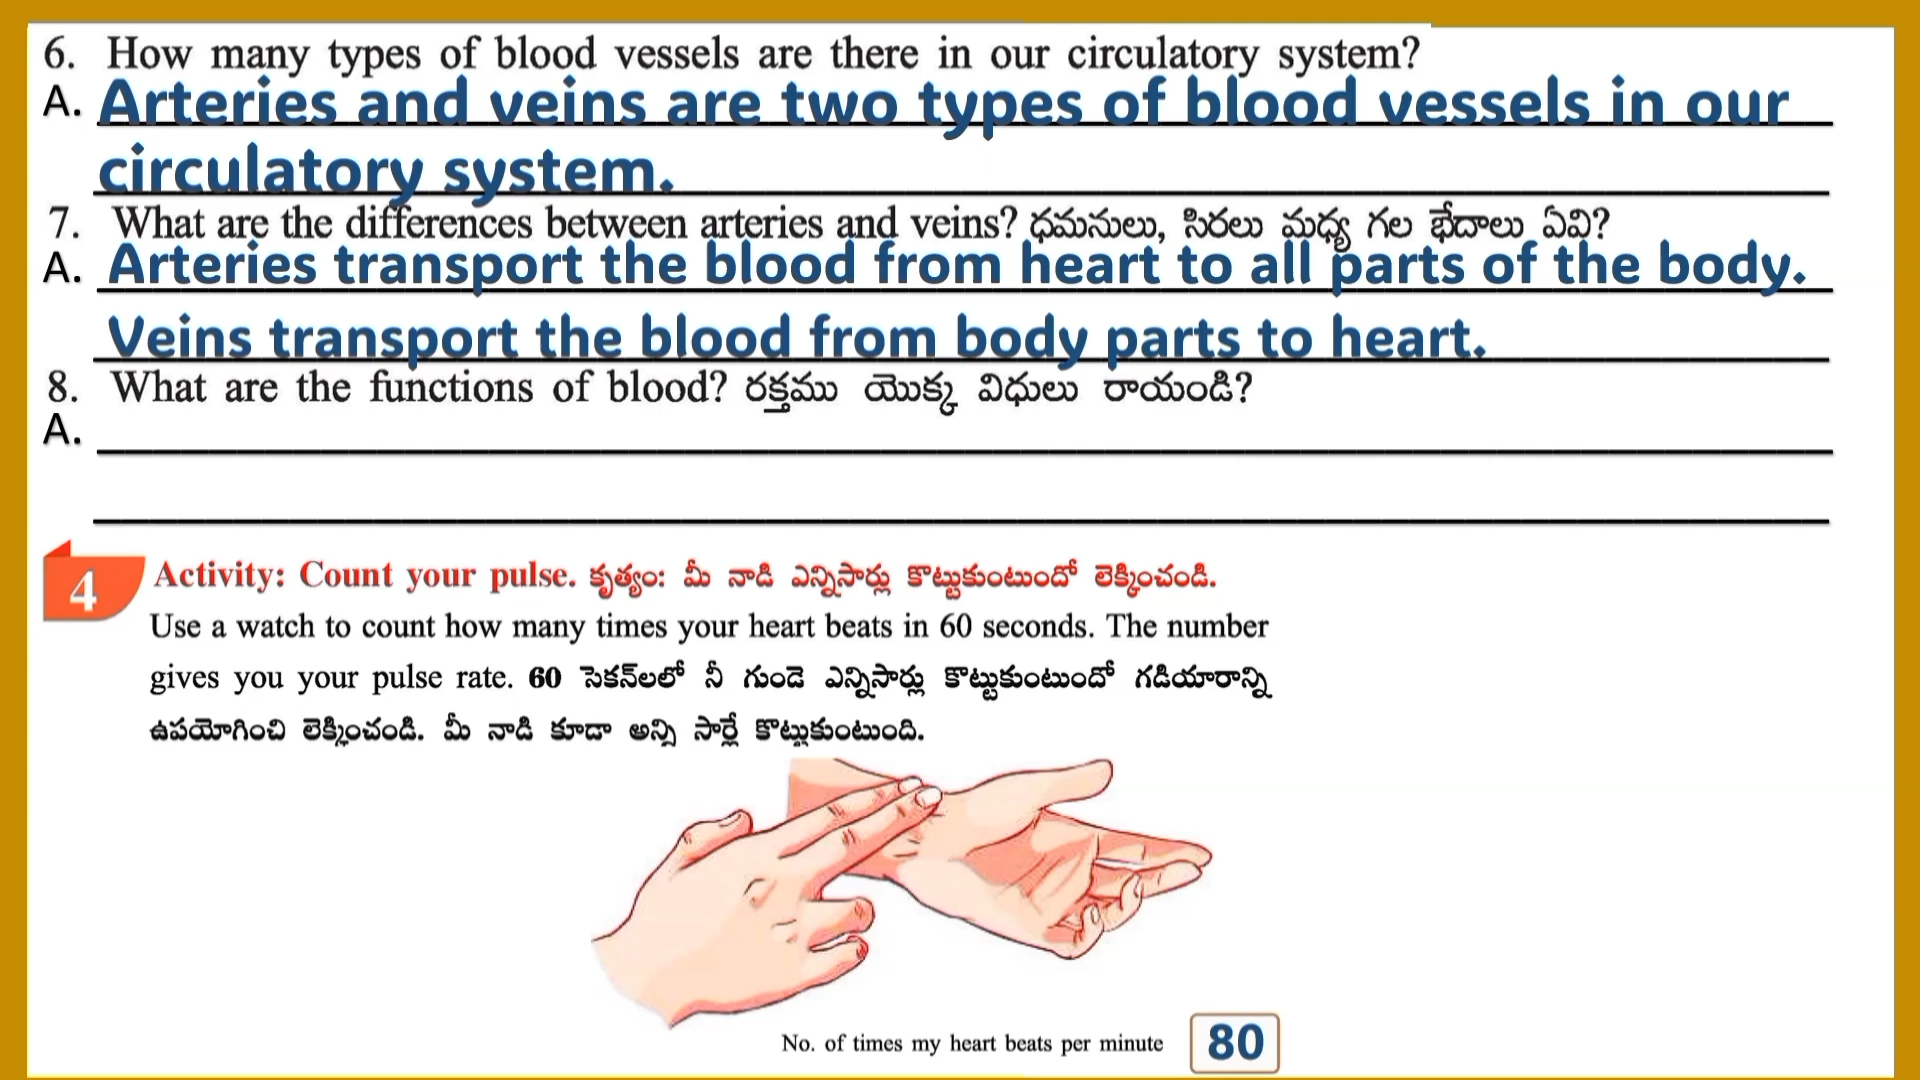 6. How many types of blood vessels are there in our circulatory system?
A. Arteries and veins are two types of blood vessels in our
circulatory system.
7. What are the differences between arteries and veins? ధమనులు, సిరలు మధ్య గల భేదాలు ఏవి?
A. Arteries transport the blood from heart to all parts of the body.
Veins transport the blood from body parts to heart.
8. What are the functions of blood? రక్తము యొక్క విధులు రాయండి?
A.
4 Activity: Count your pulse. కృత్యం: మీ నాడి ఎన్నిసార్లు కొట్టుకుంటుందో లెక్కించండి.
Use a watch to count how many times your heart beats in 60 seconds. The number
gives you your pulse rate. 60 సెకన్‌లలో నీ గుండె ఎన్నిసార్లు కొట్టుకుంటుందో గడియారాన్ని
ఉపయోగించి లెక్కించండి. మీ నాడి కూడా అన్ని సార్లే కొట్టుకుంటుంది.
No. of times my heart beats per minute 80